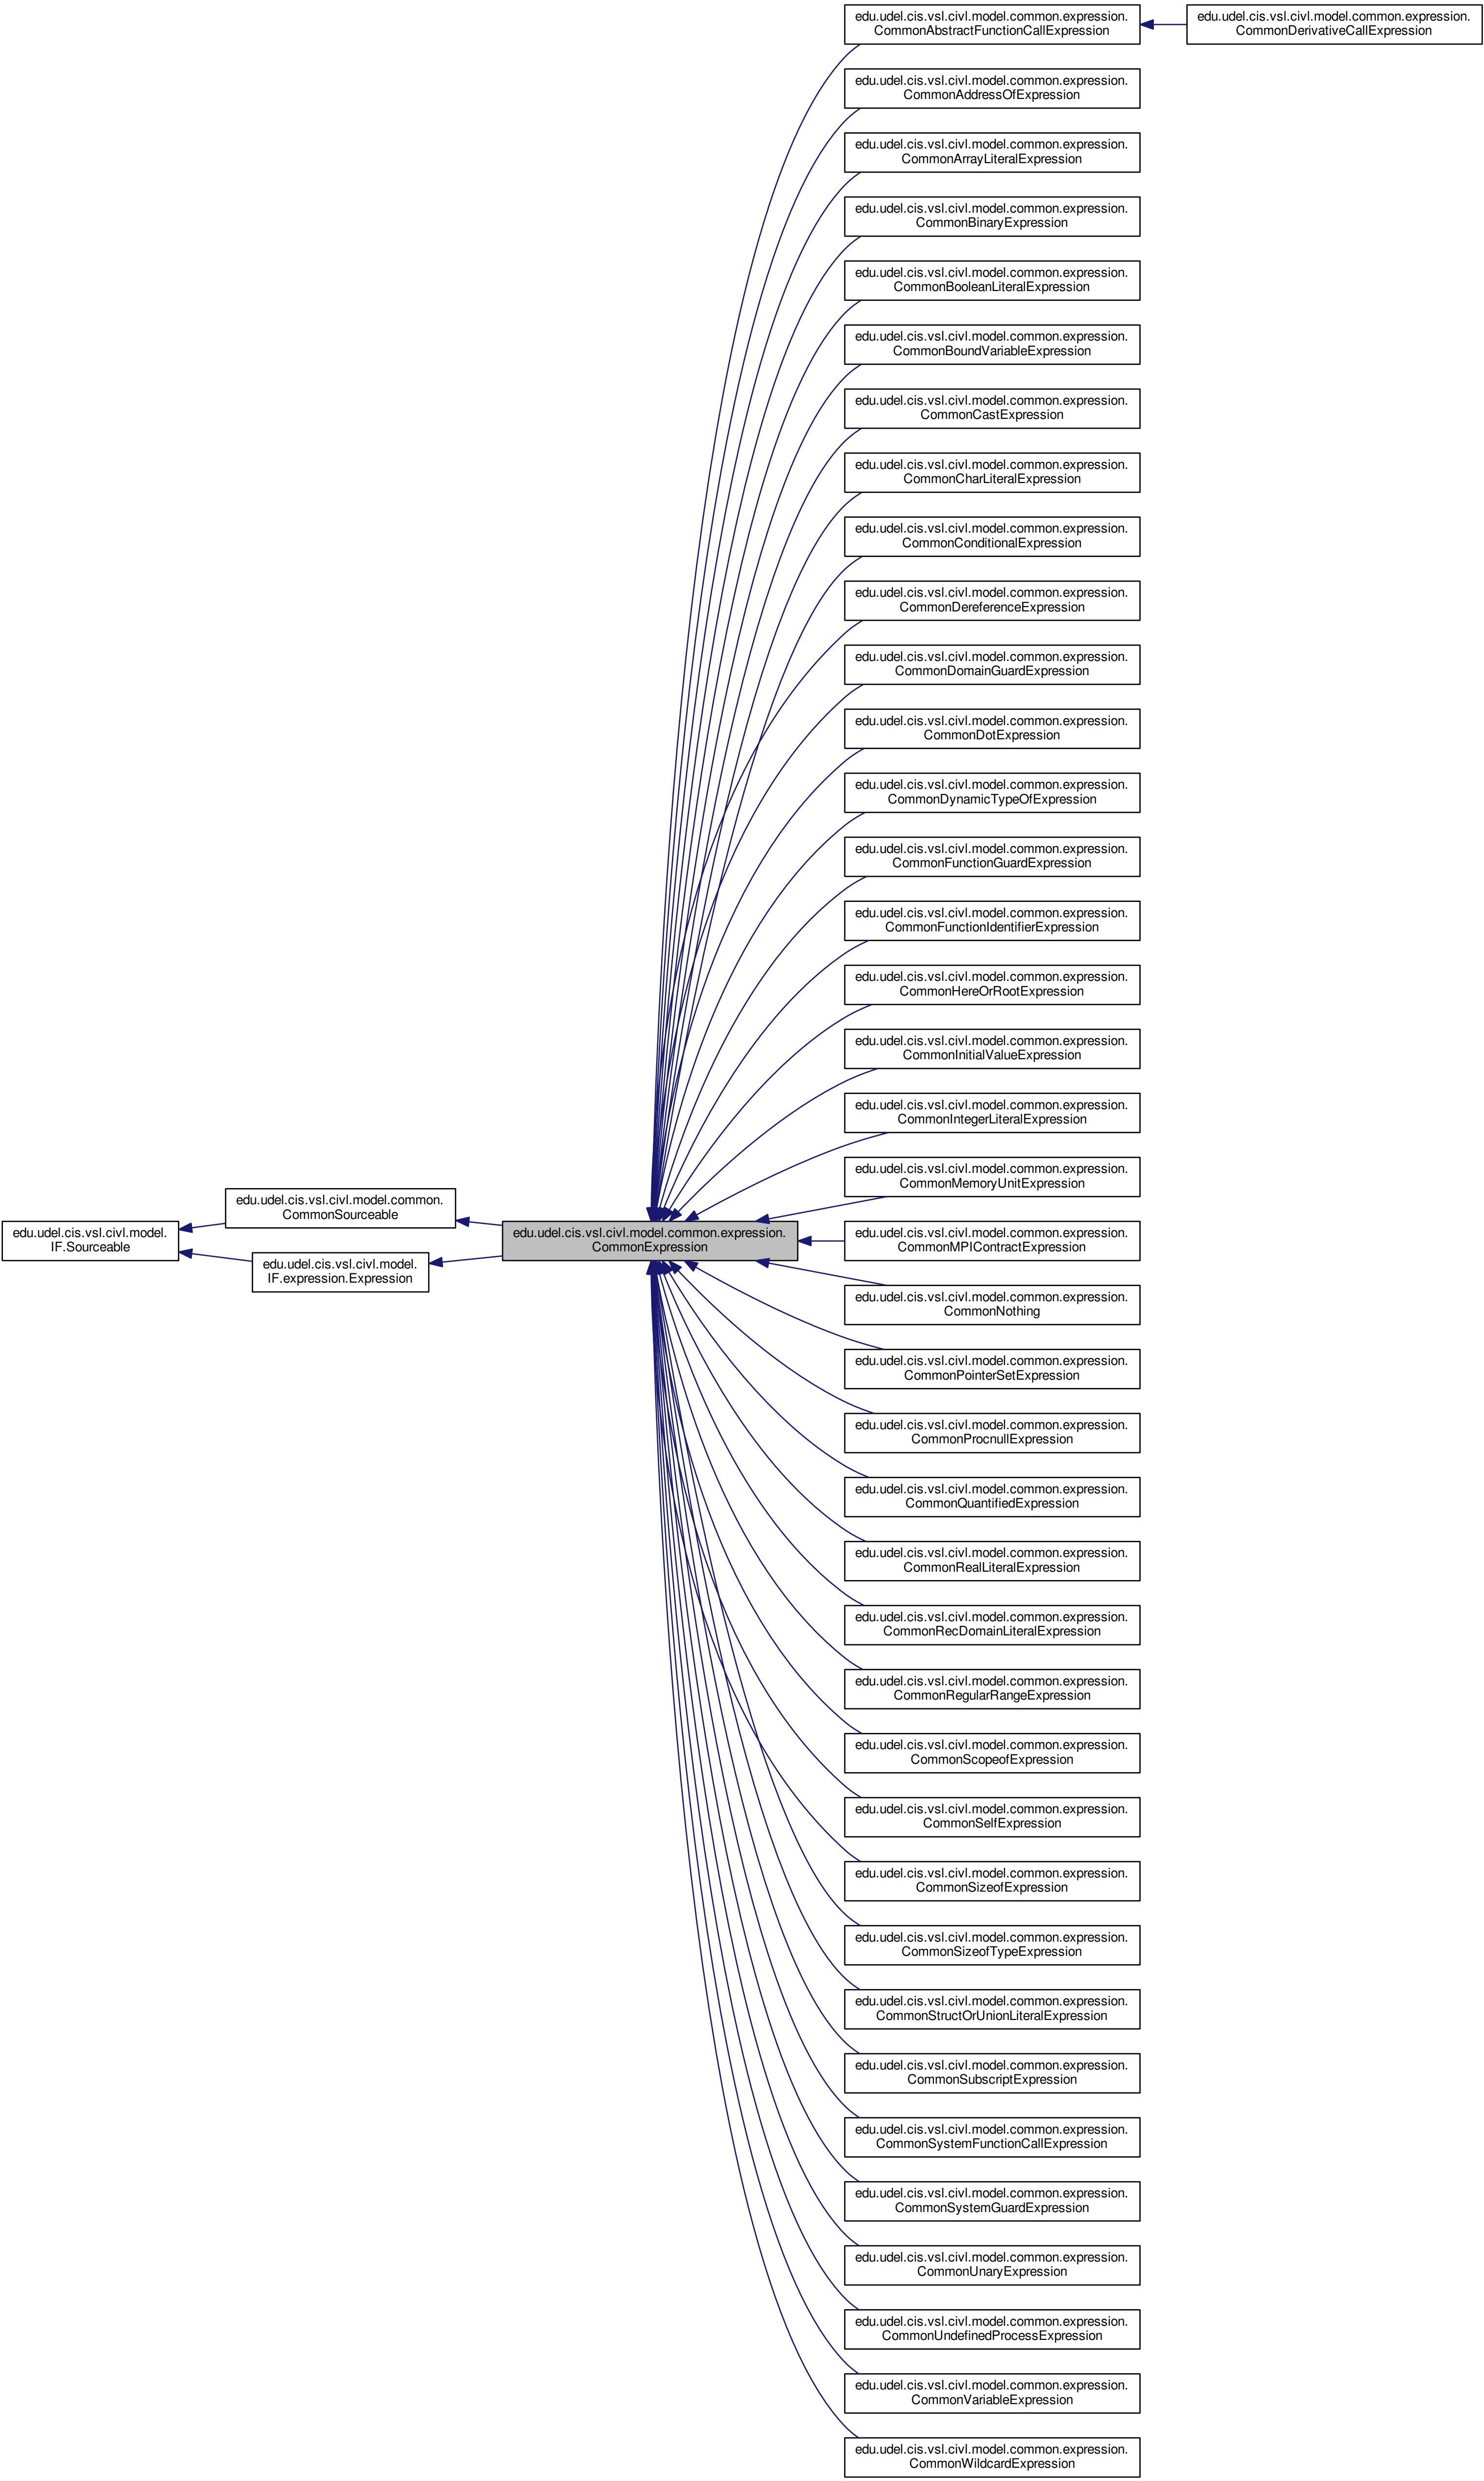 edu.udel.cis.vsl.civl.model.common.expression.
CommonAbstractFunctionCallExpression
edu.udel.cis.vsl.civl.model.common.expression.
CommonDerivativeCallExpression
edu.udel.cis.vsl.civl.model.common.expression.
CommonAddressOfExpression
edu.udel.cis.vsl.civl.model.common.expression.
CommonArrayLiteralExpression
edu.udel.cis.vsl.civl.model.common.expression.
CommonBinaryExpression
edu.udel.cis.vsl.civl.model.common.expression.
CommonBooleanLiteralExpression
edu.udel.cis.vsl.civl.model.common.expression.
CommonBoundVariableExpression
edu.udel.cis.vsl.civl.model.common.expression.
CommonCastExpression
edu.udel.cis.vsl.civl.model.common.expression.
CommonCharLiteralExpression
edu.udel.cis.vsl.civl.model.common.expression.
CommonConditionalExpression
edu.udel.cis.vsl.civl.model.common.expression.
CommonDereferenceExpression
edu.udel.cis.vsl.civl.model.common.expression.
CommonDomainGuardExpression
edu.udel.cis.vsl.civl.model.common.expression.
CommonDotExpression
edu.udel.cis.vsl.civl.model.common.expression.
CommonDynamicTypeOfExpression
edu.udel.cis.vsl.civl.model.common.expression.
CommonFunctionGuardExpression
edu.udel.cis.vsl.civl.model.common.expression.
CommonFunctionIdentifierExpression
edu.udel.cis.vsl.civl.model.common.expression.
CommonHereOrRootExpression
edu.udel.cis.vsl.civl.model.common.expression.
CommonInitialValueExpression
edu.udel.cis.vsl.civl.model.common.expression.
CommonIntegerLiteralExpression
edu.udel.cis.vsl.civl.model.common.expression.
CommonMemoryUnitExpression
edu.udel.cis.vsl.civl.model.
IF.Sourceable
edu.udel.cis.vsl.civl.model.common.
CommonSourceable
edu.udel.cis.vsl.civl.model.
IF.expression.Expression
edu.udel.cis.vsl.civl.model.common.expression.
CommonExpression
edu.udel.cis.vsl.civl.model.common.expression.
CommonMPIContractExpression
edu.udel.cis.vsl.civl.model.common.expression.
CommonNothing
edu.udel.cis.vsl.civl.model.common.expression.
CommonPointerSetExpression
edu.udel.cis.vsl.civl.model.common.expression.
CommonProcnullExpression
edu.udel.cis.vsl.civl.model.common.expression.
CommonQuantifiedExpression
edu.udel.cis.vsl.civl.model.common.expression.
CommonRealLiteralExpression
edu.udel.cis.vsl.civl.model.common.expression.
CommonRecDomainLiteralExpression
edu.udel.cis.vsl.civl.model.common.expression.
CommonRegularRangeExpression
edu.udel.cis.vsl.civl.model.common.expression.
CommonScopeofExpression
edu.udel.cis.vsl.civl.model.common.expression.
CommonSelfExpression
edu.udel.cis.vsl.civl.model.common.expression.
CommonSizeofExpression
edu.udel.cis.vsl.civl.model.common.expression.
CommonSizeofTypeExpression
edu.udel.cis.vsl.civl.model.common.expression.
CommonStructOrUnionLiteralExpression
edu.udel.cis.vsl.civl.model.common.expression.
CommonSubscriptExpression
edu.udel.cis.vsl.civl.model.common.expression.
CommonSystemFunctionCallExpression
edu.udel.cis.vsl.civl.model.common.expression.
CommonSystemGuardExpression
edu.udel.cis.vsl.civl.model.common.expression.
CommonUnaryExpression
edu.udel.cis.vsl.civl.model.common.expression.
CommonUndefinedProcessExpression
edu.udel.cis.vsl.civl.model.common.expression.
CommonVariableExpression
edu.udel.cis.vsl.civl.model.common.expression.
CommonWildcardExpression